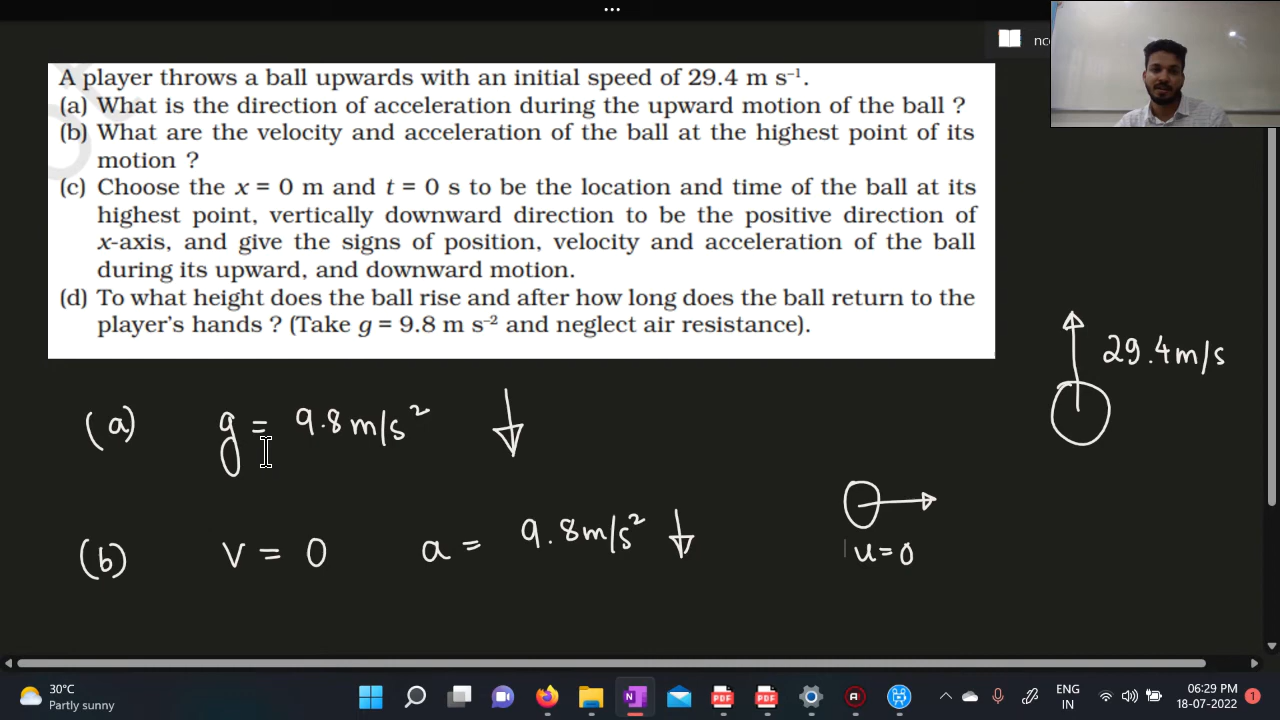 ...
nc
A player throws a ball upwards with an initial speed of 29.4 m s⁻¹.
(a) What is the direction of acceleration during the upward motion of the ball ?
(b) What are the velocity and acceleration of the ball at the highest point of its
motion ?
(c) Choose the x = 0 m and t = 0 s to be the location and time of the ball at its
highest point, vertically downward direction to be the positive direction of
x-axis, and give the signs of position, velocity and acceleration of the ball
during its upward, and downward motion.
(d) To what height does the ball rise and after how long does the ball return to the
player's hands ? (Take g = 9.8 m s⁻² and neglect air resistance).
29.4 m/s
(a) g = 9.8 m/s² ↓
(b) v = 0 a = 9.8 m/s² ↓
u = 0
30°C
Partly sunny
PDF PDF
ENG
IN
06:29 PM
18-07-2022
1